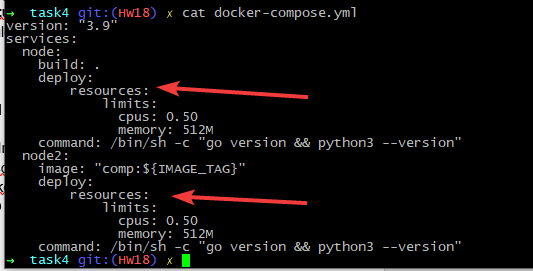 → task4 git:(HW18) ✗ cat docker-compose.yml
version: "3.9"
services:
  node:
    build: .
    deploy:
        resources:
            limits:
              cpus: 0.50
              memory: 512M
    command: /bin/sh -c "go version && python3 --version"
  node2:
    image: "comp:${IMAGE_TAG}"
    deploy:
        resources:
            limits:
              cpus: 0.50
              memory: 512M
    command: /bin/sh -c "go version && python3 --version"
→ task4 git:(HW18) ✗